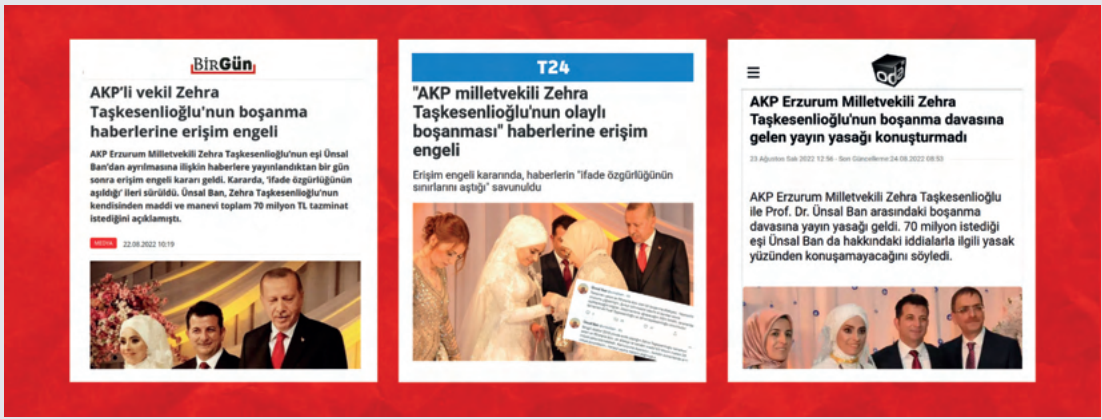 BirGün
AKP'li vekil Zehra
Taşkesenlioğlu'nun boşanma
haberlerine erişim engeli
AKP Erzurum Milletvekili Zehra Taşkesenlioğlu'nun eşi Ünsal
Ban'dan ayrılmasına ilişkin haberlere yayınlandıktan bir gün
sonra erişim engeli kararı geldi. Kararda, 'ifade özgürlüğünün
aşıldığı' ileri sürüldü. Ünsal Ban, Zehra Taşkesenlioğlu'nun
kendisinden maddi ve manevi toplam 70 milyon TL tazminat
istediğini açıklamıştı.
MEDYA 22.08.2022 10:19
T24
"AKP milletvekili Zehra
Taşkesenlioğlu'nun olaylı
boşanması" haberlerine erişim
engeli
Erişim engeli kararında, haberlerin "ifade özgürlüğünün
sınırlarını aştığı" savunuldu
oda
AKP Erzurum Milletvekili Zehra
Taşkesenlioğlu'nun boşanma davasına
gelen yayın yasağı konuşturmadı
23 Ağustos Salı 2022 12:56 - Son Güncelleme:24.08.2022 08:53
AKP Erzurum Milletvekili Zehra Taşkesenlioğlu
ile Prof. Dr. Ünsal Ban arasındaki boşanma
davasına yayın yasağı geldi. 70 milyon istediği
eşi Ünsal Ban da hakkındaki iddialarla ilgili yasak
yüzünden konuşamayacağını söyledi.